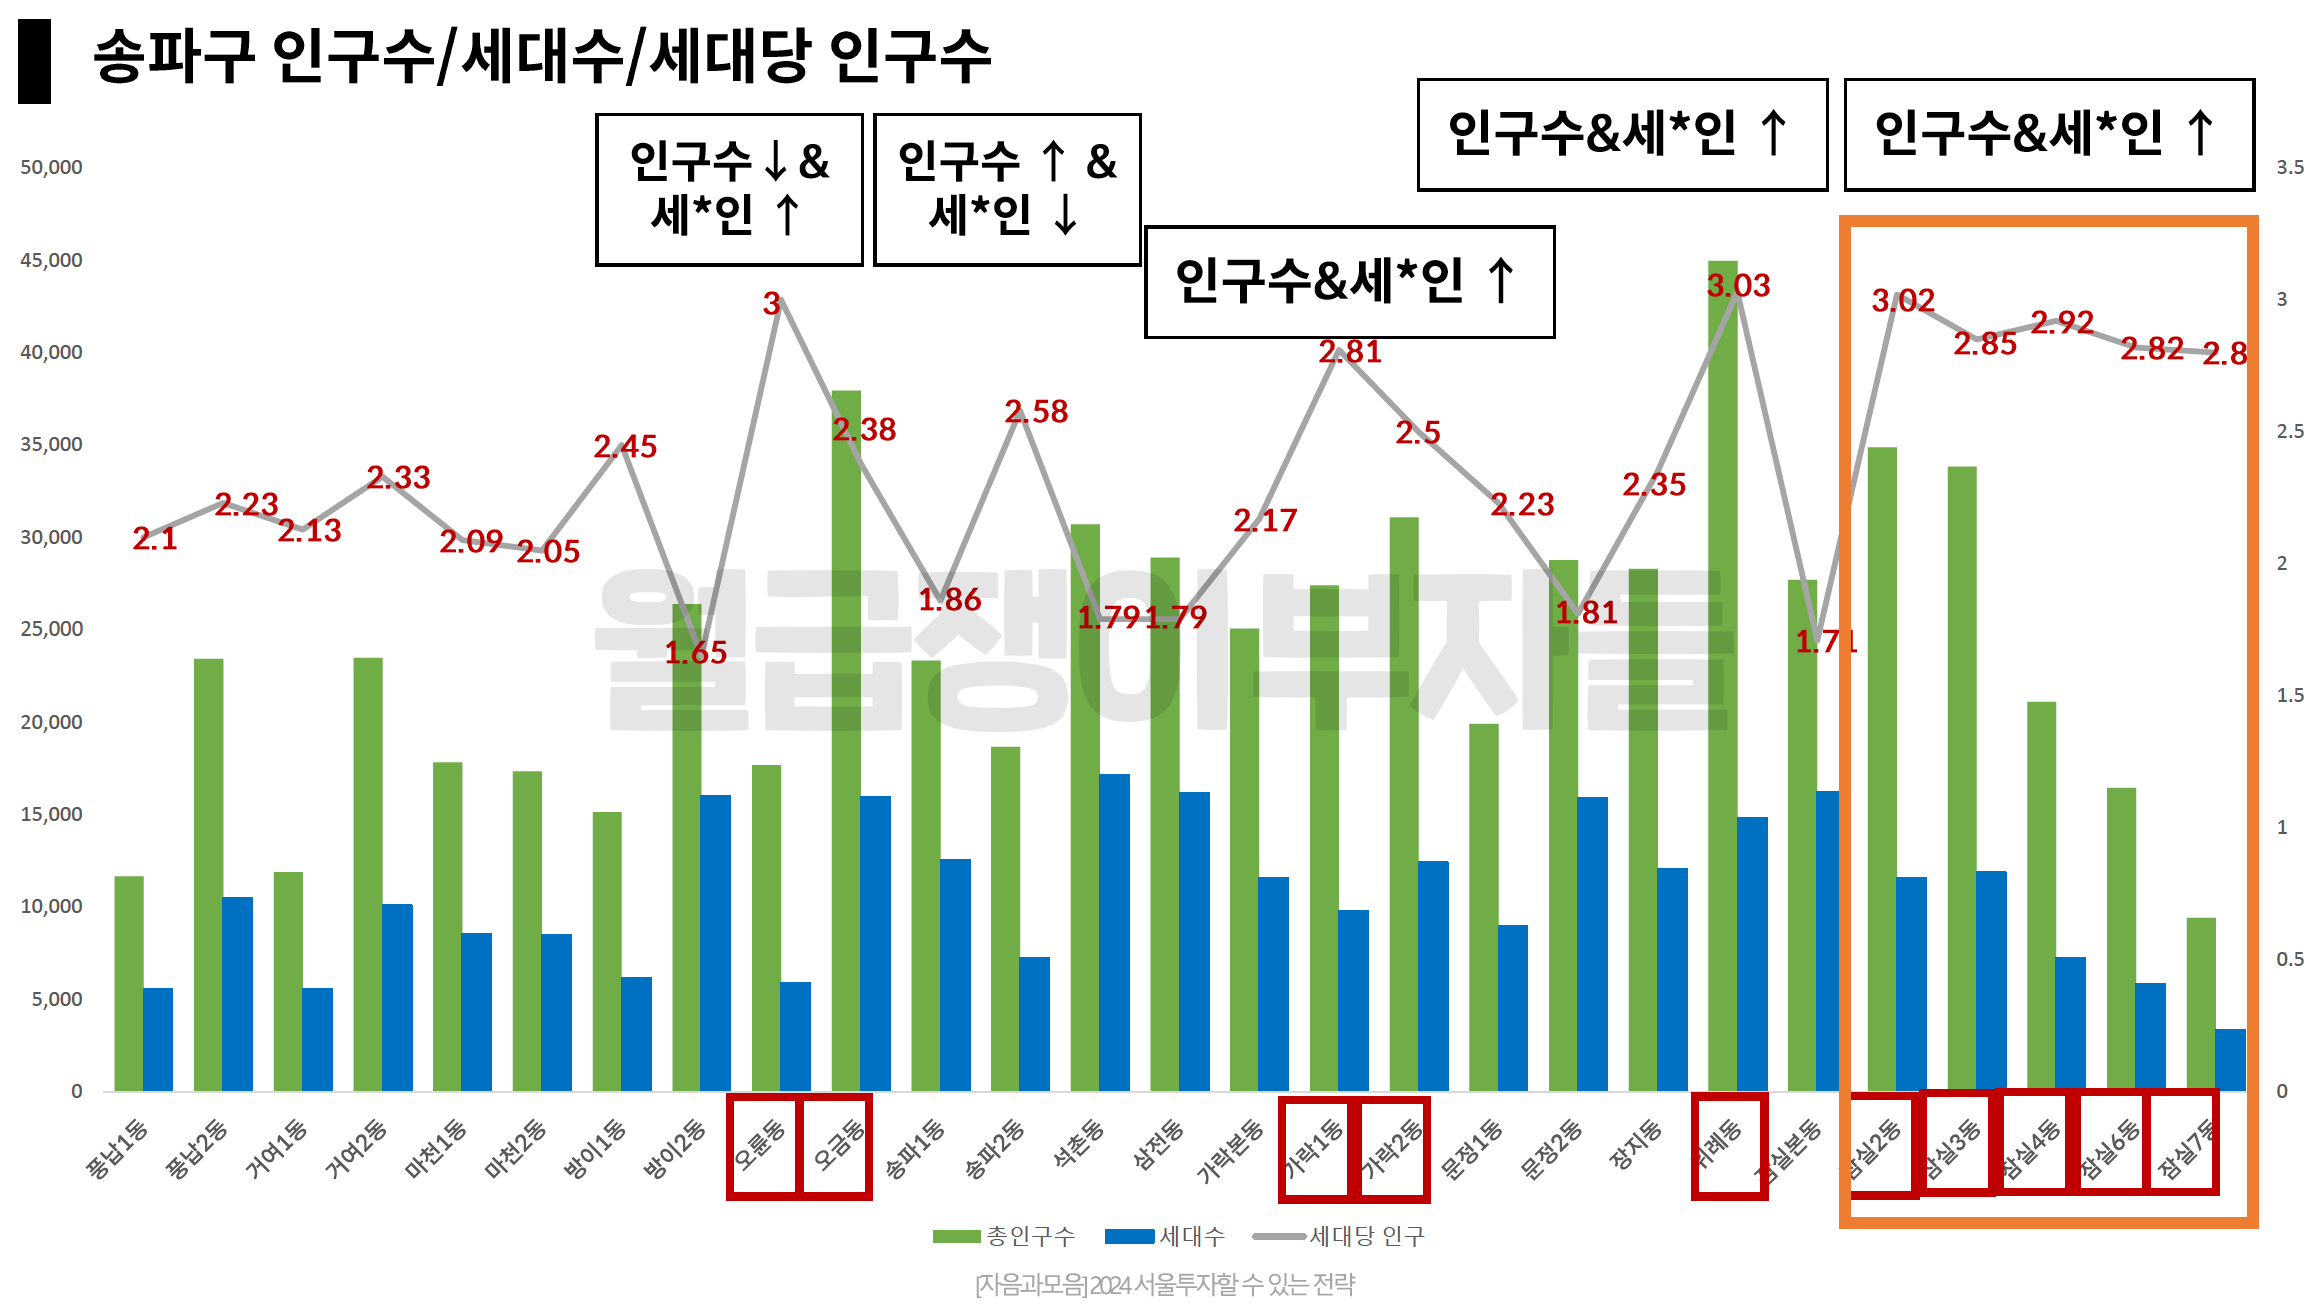 송파구 인구수/세대수/세대당 인구수
인구수↓&
세*인 ↑
인구수 ↑ &
세*인 ↓
인구수&세*인 ↑
인구수&세*인 ↑
인구수&세*인 ↑
50,000
45,000
40,000
35,000
30,000
25,000
20,000
15,000
10,000
5,000
0
3.5
3
2.5
2
1.5
1
0.5
0
2.1
2.23
2.13
2.33
2.09
2.05
2.45
1.65
3
2.38
1.86
2.58
1.79
1.79
2.17
2.81
2.5
2.23
1.81
2.35
3.03
1.71
3.02
2.85
2.92
2.82
2.8
월급쟁이부자들
풍납1동
풍납2동
거여1동
거여2동
마천1동
마천2동
방이1동
방이2동
오륜동
오금동
송파1동
송파2동
석촌동
삼전동
가락본동
가락1동
가락2동
문정1동
문정2동
장지동
위례동
잠실본동
잠실2동
잠실3동
잠실4동
잠실6동
잠실7동
총인구수
세대수
세대당 인구
[자음과모음] 2024 서울투자할 수 있는 전략